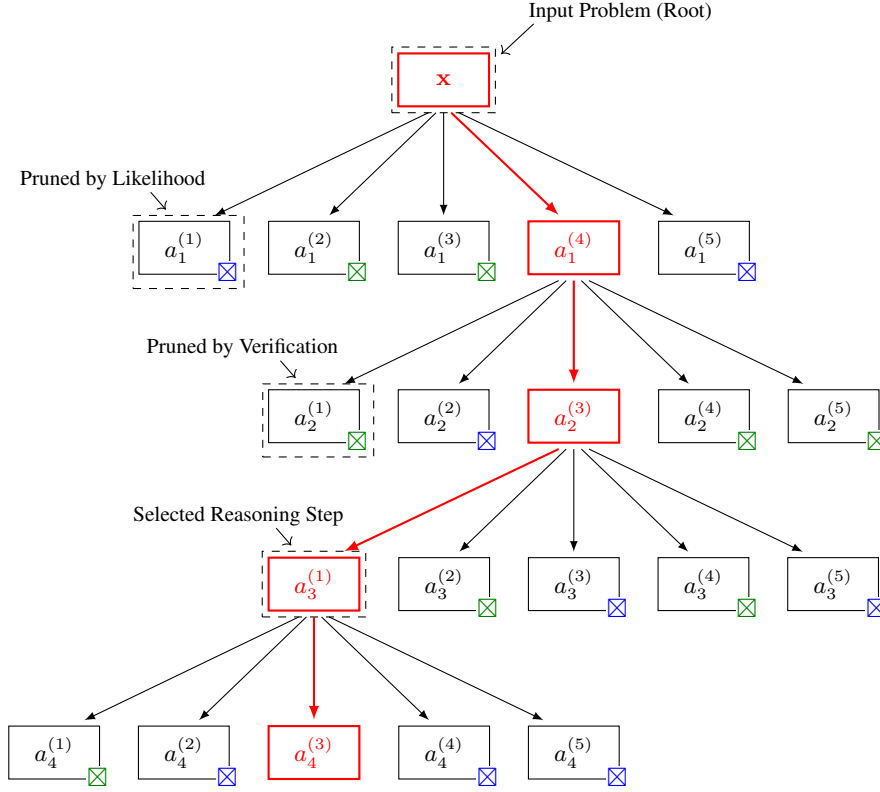 Input Problem (Root)
x
Pruned by Likelihood
a_1^{(1)} a_1^{(2)} a_1^{(3)} a_1^{(4)} a_1^{(5)}
Pruned by Verification
a_2^{(1)} a_2^{(2)} a_2^{(3)} a_2^{(4)} a_2^{(5)}
Selected Reasoning Step
a_3^{(1)} a_3^{(2)} a_3^{(3)} a_3^{(4)} a_3^{(5)}
a_4^{(1)} a_4^{(2)} a_4^{(3)} a_4^{(4)} a_4^{(5)}